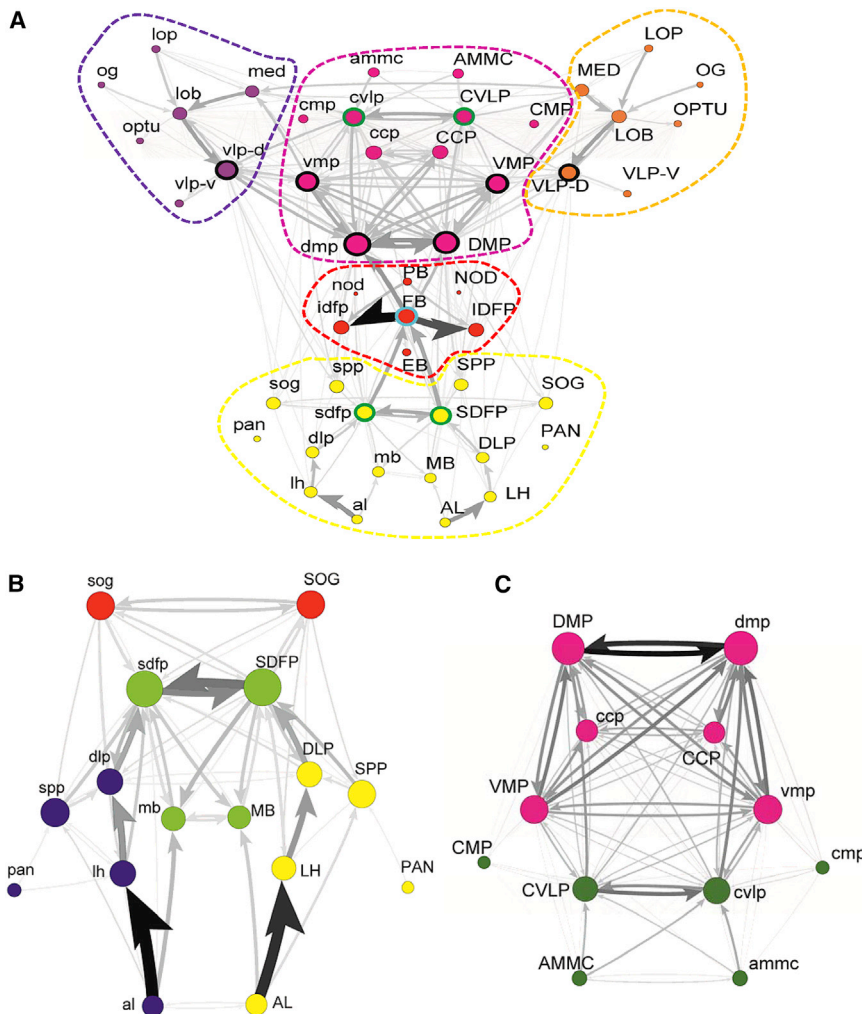 A
lop
og
med
lob
optu
vlp-d
vlp-v
ammc
AMMC
cvlp
CVLP
cmp
CMP
ccp
CCP
vmp
VMP
dmp
DMP
LOP
MED
OG
OPTU
LOB
VLP-D
VLP-V
PB
nod
NOD
FB
idfp
IDFP
EB
spp
SPP
sog
SOG
sdfp
SDFP
pan
PAN
dlp
DLP
mb
MB
lh
LH
al
AL
B
sog
SOG
sdfp
SDFP
dlp
DLP
spp
SPP
mb
MB
pan
lh
LH
PAN
al
AL
C
DMP
dmp
ccp
CCP
VMP
vmp
CMP
cmp
CVLP
cvlp
AMMC
ammc